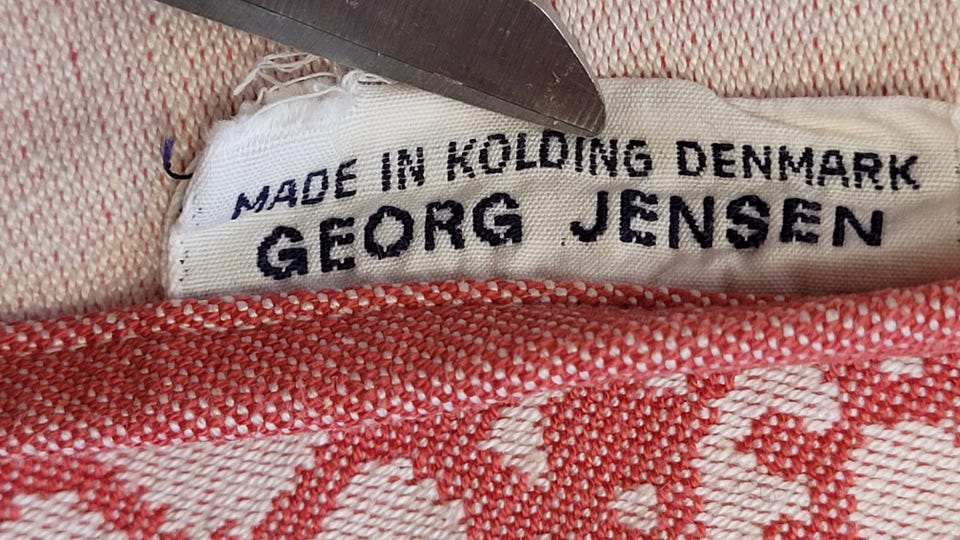 MADE IN KOLDING DENMARK
GEORG JENSEN